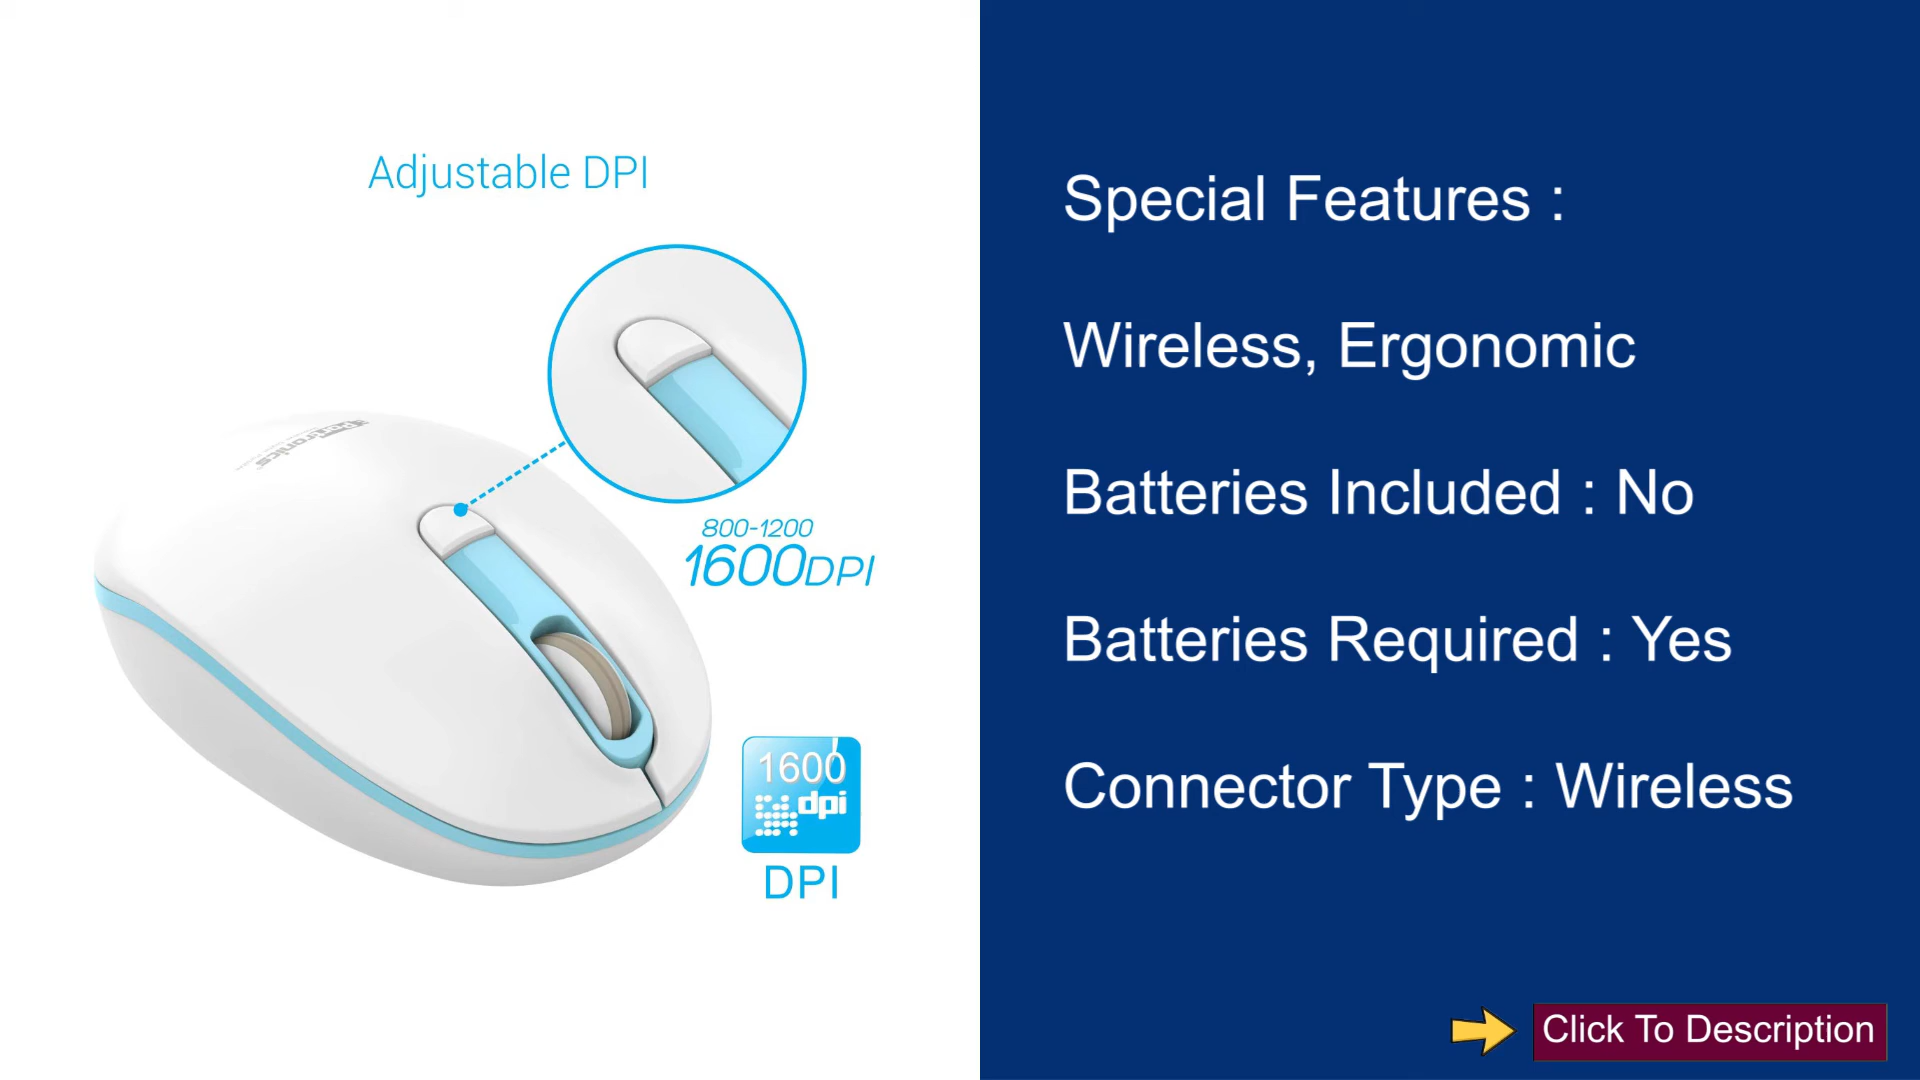 Adjustable DPI
Portronics
800-1200
1600DPI
1600
dpi
DPI
Special Features :
Wireless, Ergonomic
Batteries Included : No
Batteries Required : Yes
Connector Type : Wireless
Click To Description